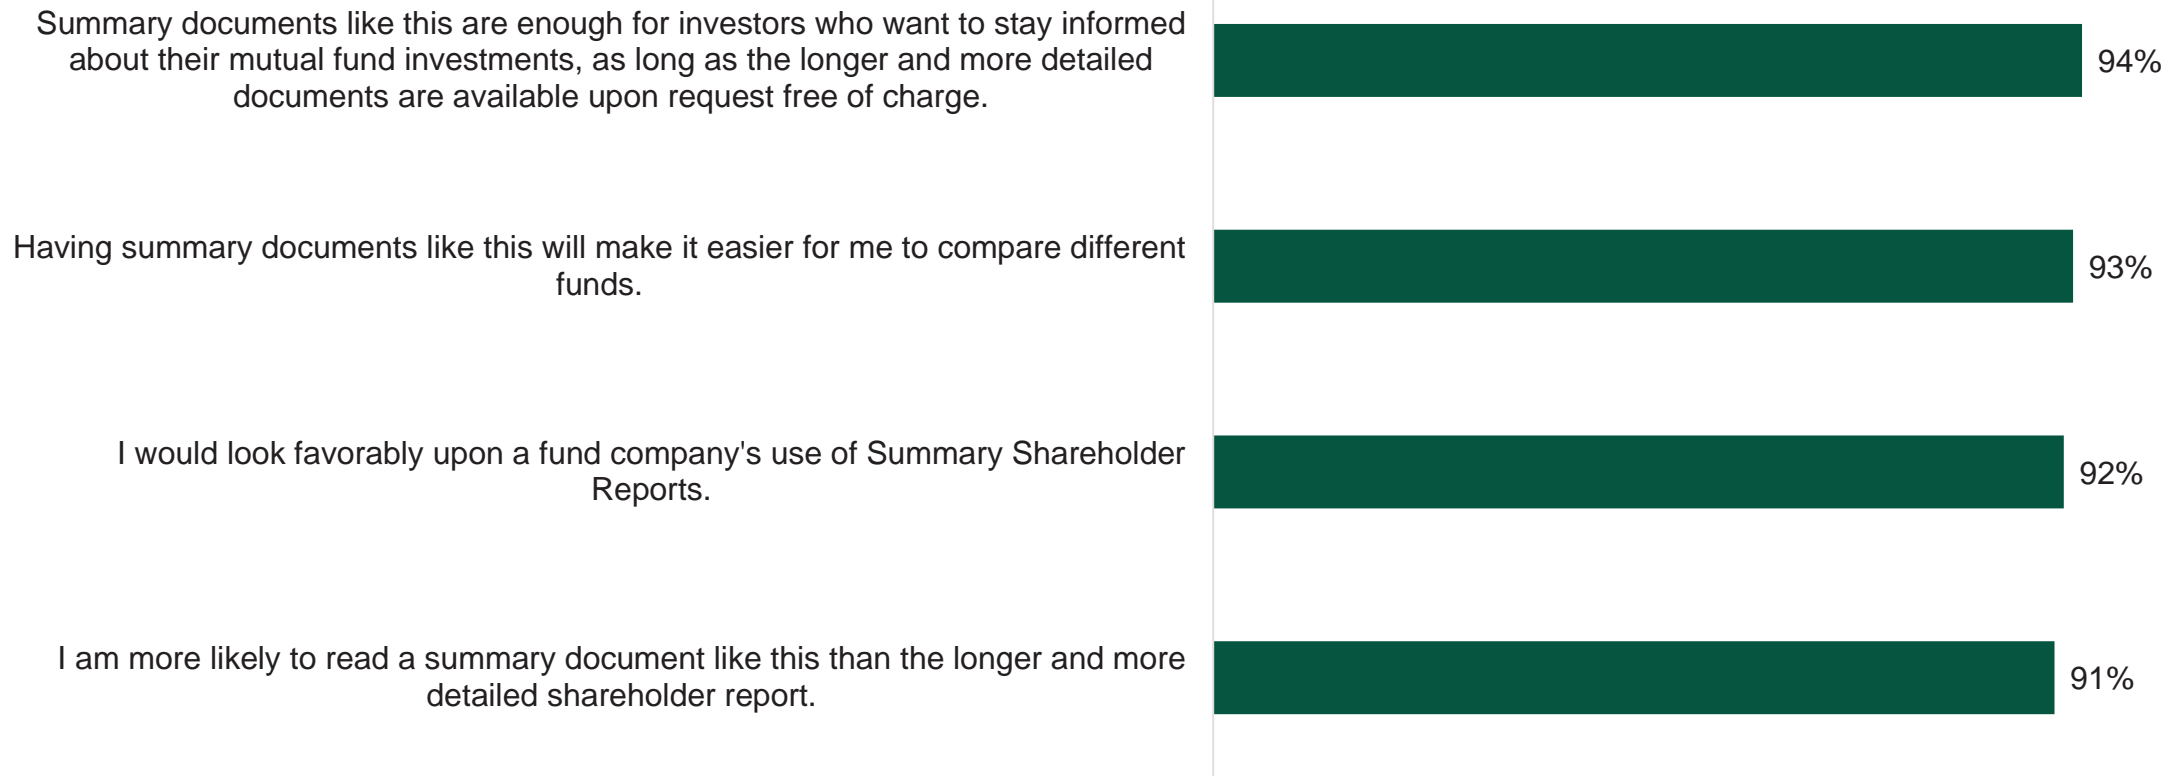 Summary documents like this are enough for investors who want to stay informed
about their mutual fund investments, as long as the longer and more detailed
documents are available upon request free of charge.
94%
Having summary documents like this will make it easier for me to compare different
funds.
93%
I would look favorably upon a fund company's use of Summary Shareholder
Reports.
92%
I am more likely to read a summary document like this than the longer and more
detailed shareholder report.
91%